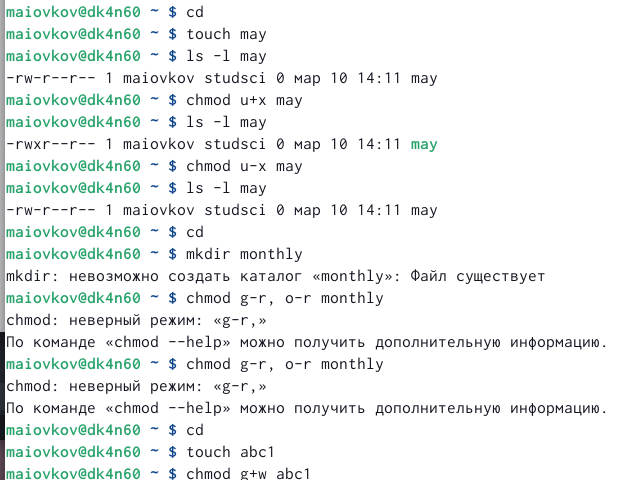 maiovkov@dk4n60 ~ $ cd
maiovkov@dk4n60 ~ $ touch may
maiovkov@dk4n60 ~ $ ls -l may
-rw-r--r-- 1 maiovkov studsci 0 мар 10 14:11 may
maiovkov@dk4n60 ~ $ chmod u+x may
maiovkov@dk4n60 ~ $ ls -l may
-rwxr--r-- 1 maiovkov studsci 0 мар 10 14:11 may
maiovkov@dk4n60 ~ $ chmod u-x may
maiovkov@dk4n60 ~ $ ls -l may
-rw-r--r-- 1 maiovkov studsci 0 мар 10 14:11 may
maiovkov@dk4n60 ~ $ cd
maiovkov@dk4n60 ~ $ mkdir monthly
mkdir: невозможно создать каталог «monthly»: Файл существует
maiovkov@dk4n60 ~ $ chmod g-r, o-r monthly
chmod: неверный режим: «g-r,»
По команде «chmod --help» можно получить дополнительную информацию.
maiovkov@dk4n60 ~ $ chmod g-r, o-r monthly
chmod: неверный режим: «g-r,»
По команде «chmod --help» можно получить дополнительную информацию.
maiovkov@dk4n60 ~ $ cd
maiovkov@dk4n60 ~ $ touch abc1
maiovkov@dk4n60 ~ $ chmod g+w abc1